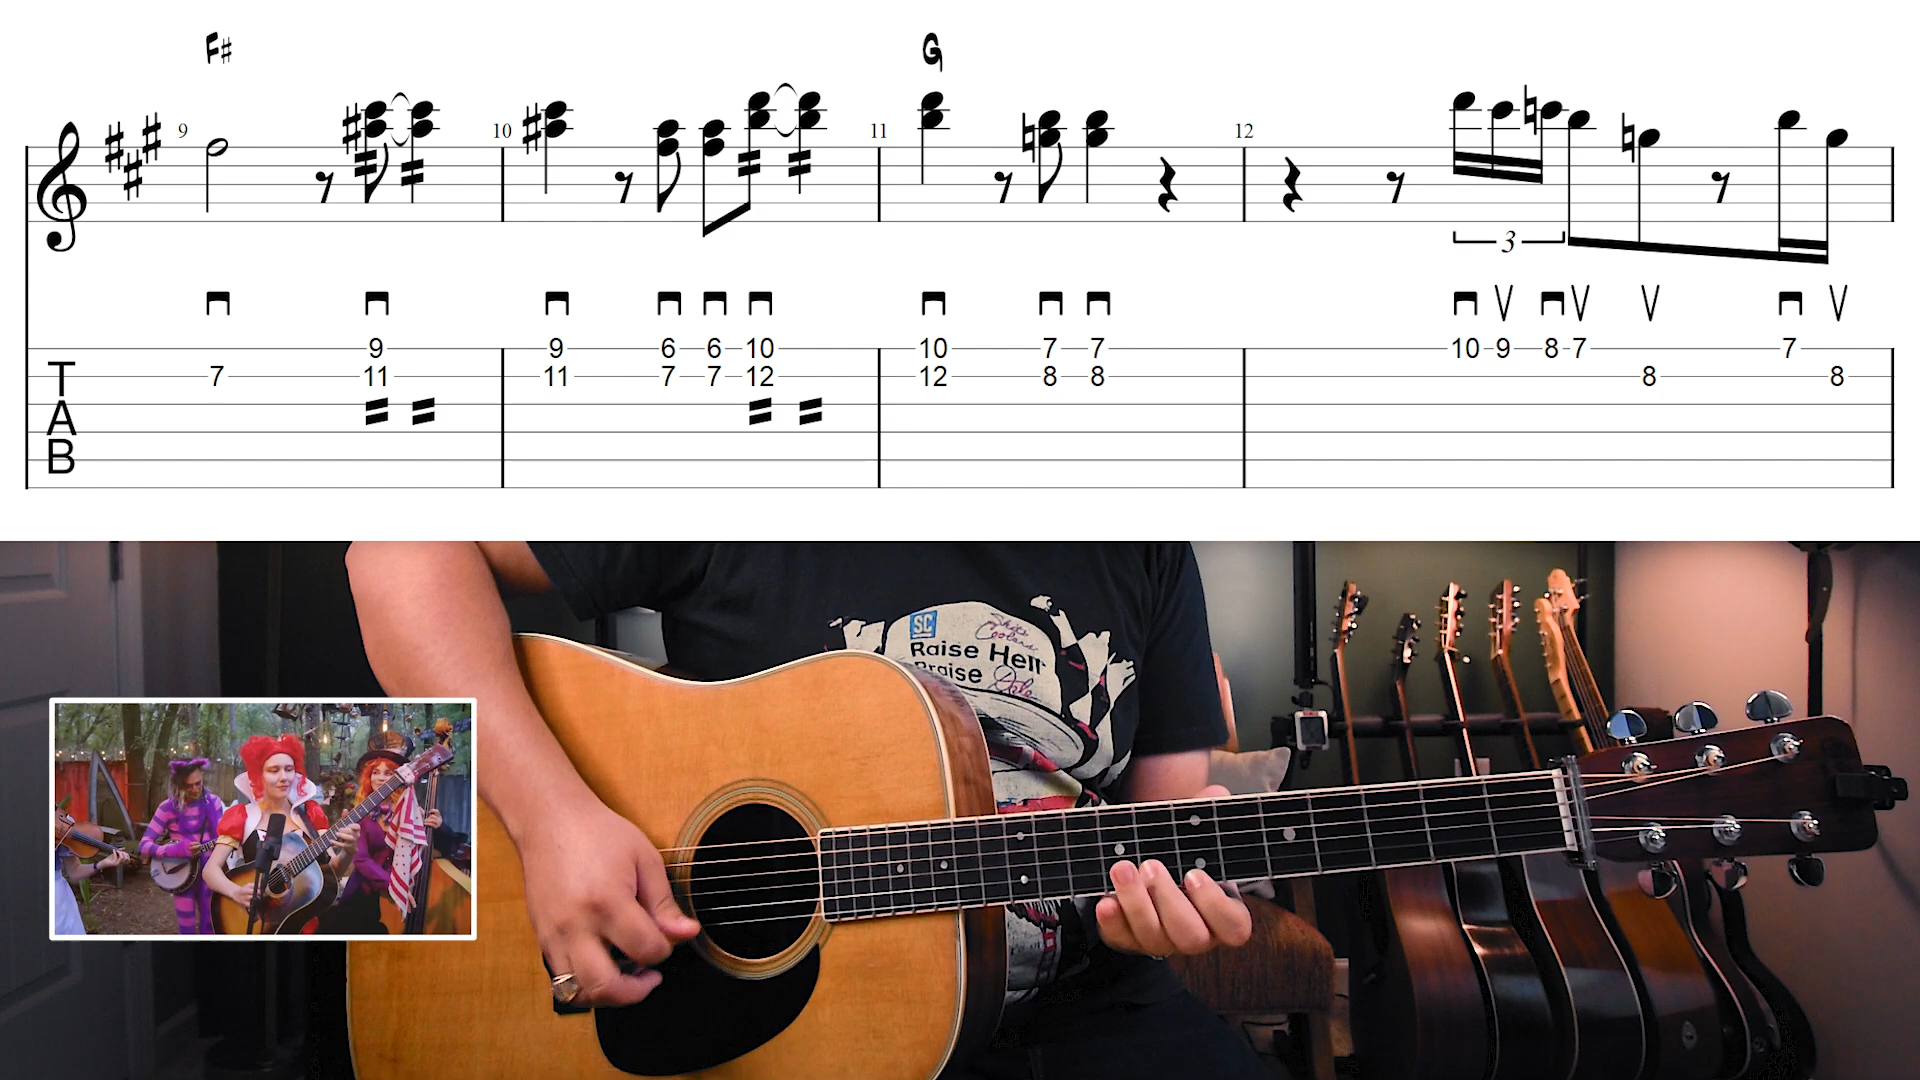 F# G
9 10 11 12
3
9 9 6 6 10 10 7 7 10 9 8 7 7
T 7 11 11 7 7 12 12 8 8 8 8
A
B
SC
Raise Hell
Praise Dale